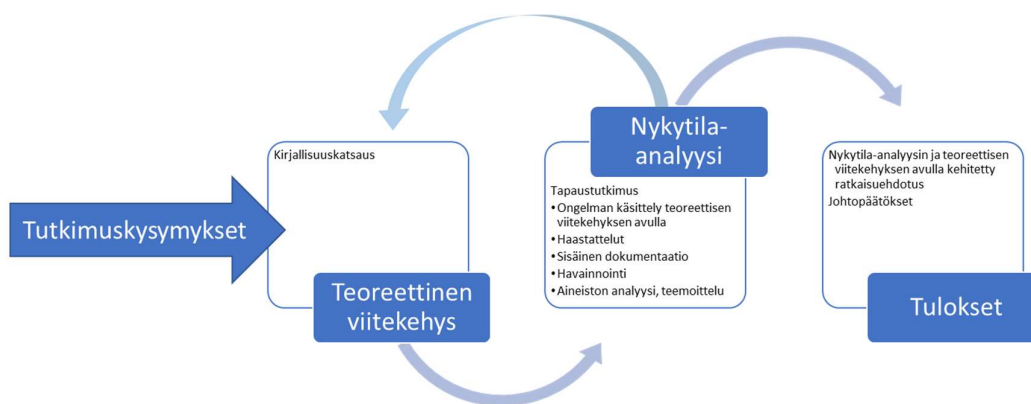 Tutkimuskysymykset
Kirjallisuuskatsaus
Teoreettinen
viitekehys
Nykytila-
analyysi
Tapaustutkimus
•Ongelman käsittely teoreettisen
viitekehyksen avulla
•Haastattelut
•Sisäinen dokumentaatio
•Havainnointi
•Aineiston analyysi, teemoittelu
Nykytila-analyysin ja teoreettisen
viitekehyksen avulla kehitetty
ratkaisuehdotus
Johtopäätökset
Tulokset